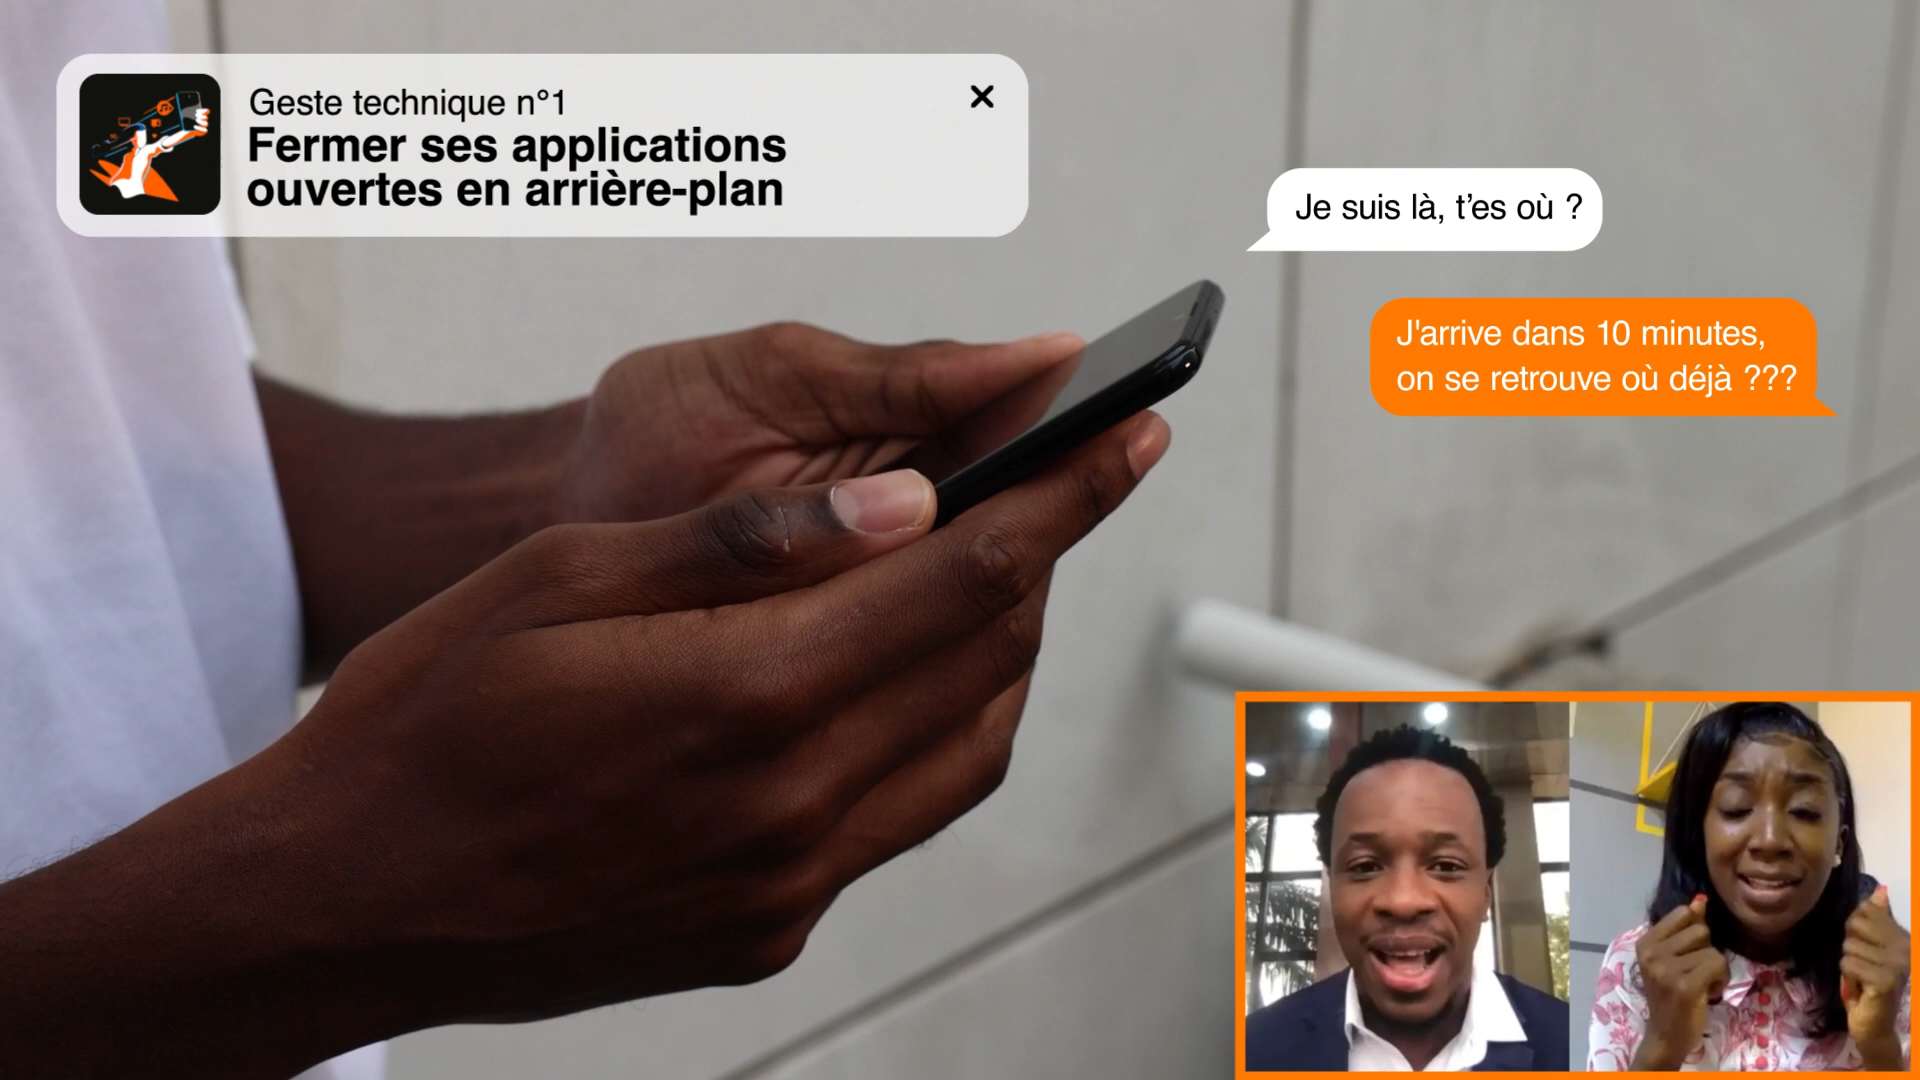 Geste technique n°1
Fermer ses applications
ouvertes en arrière-plan
Je suis là, t’es où ?
J'arrive dans 10 minutes,
on se retrouve où déjà ???